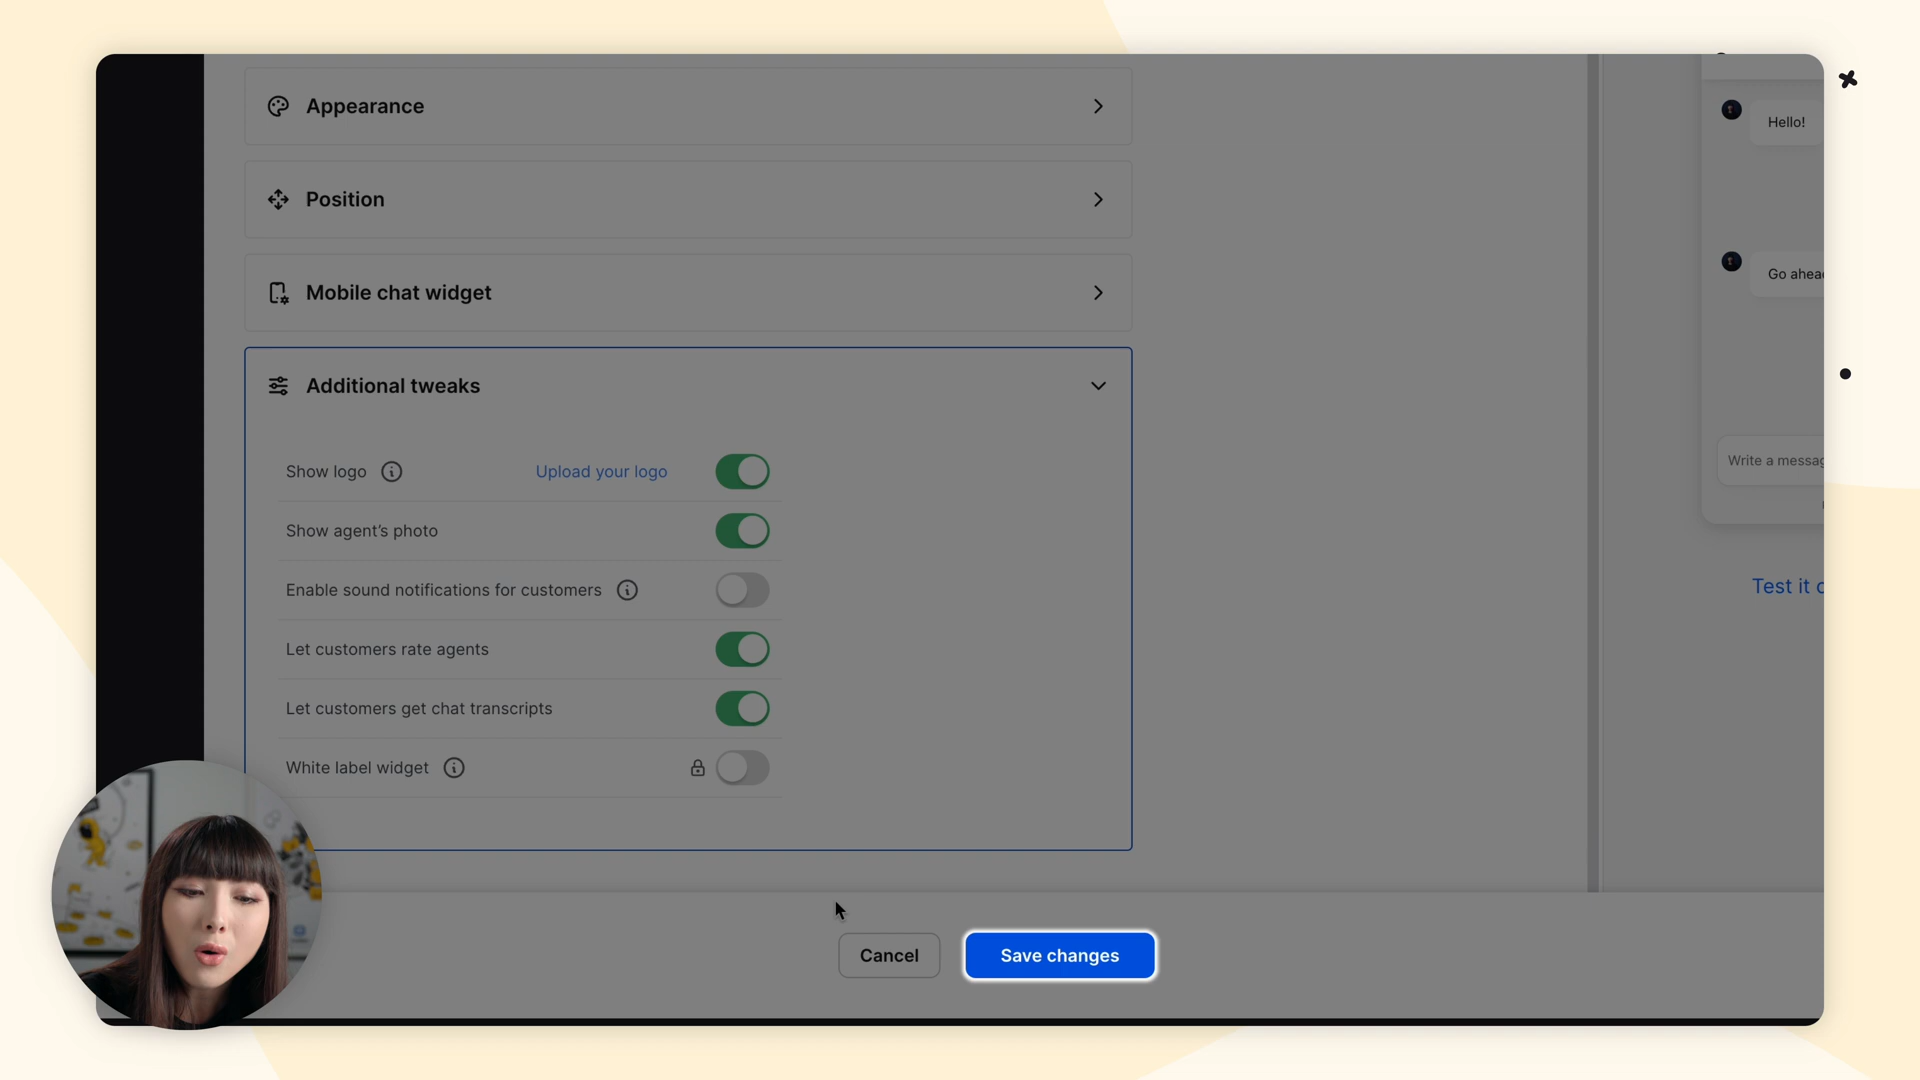 Appearance
Position
Mobile chat widget
Additional tweaks
Show logo
Upload your logo
Show agent’s photo
Enable sound notifications for customers
Let customers rate agents
Let customers get chat transcripts
White label widget
Cancel
Save changes
Hello!
Go ahea
Write a messag
Test it